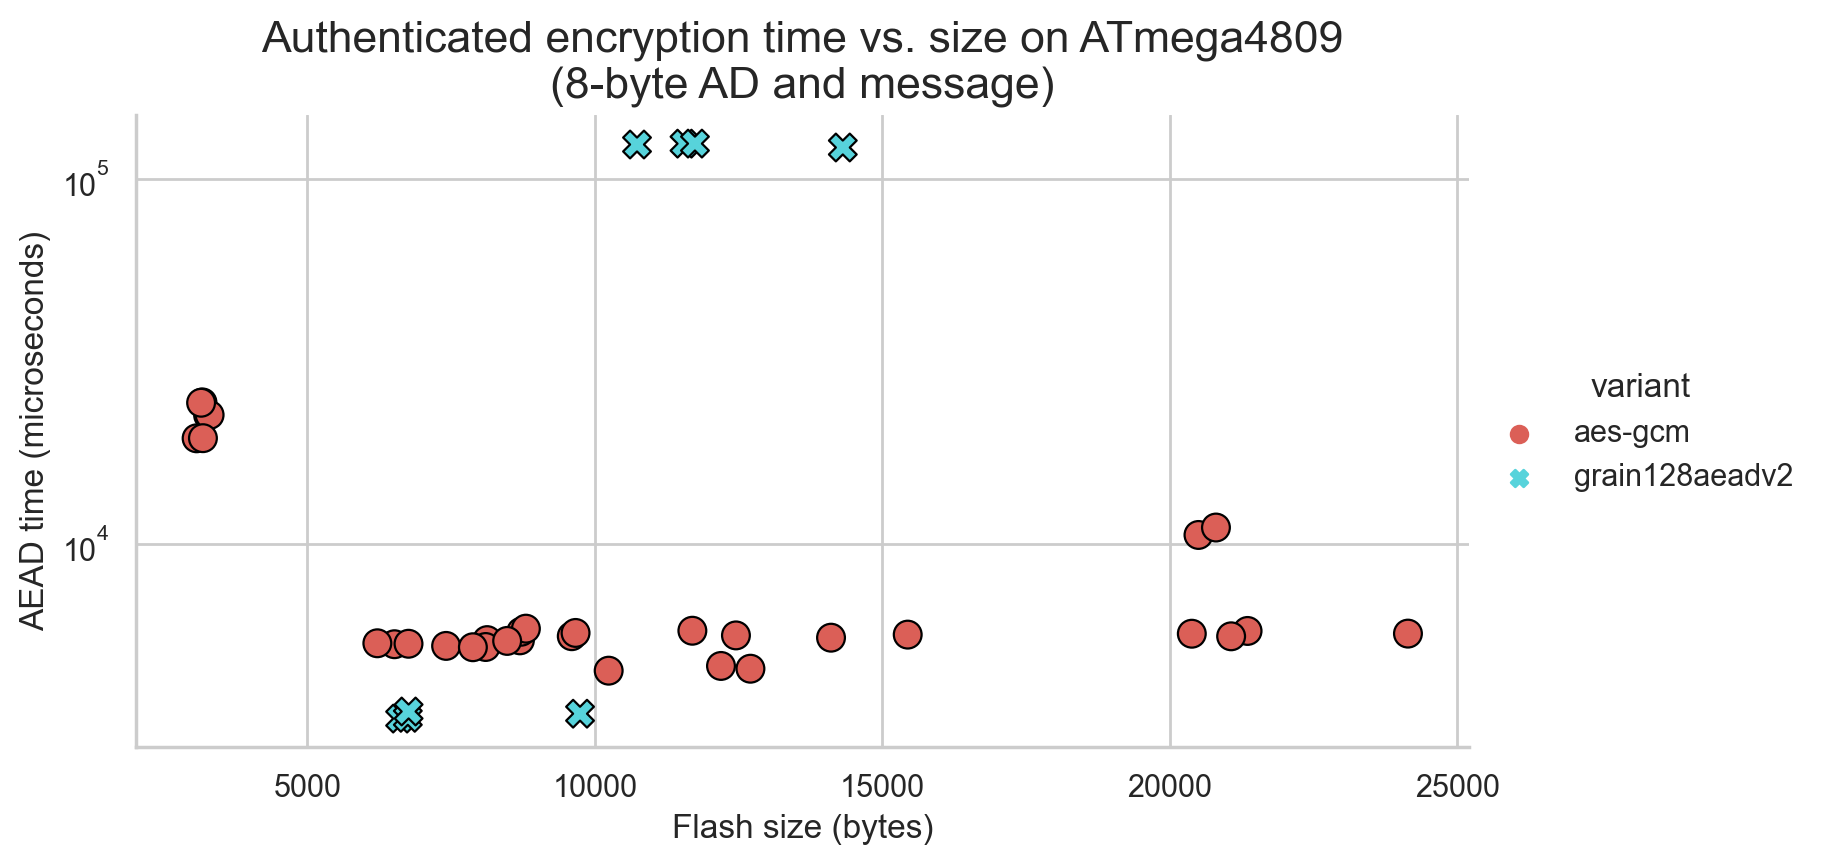 Authenticated encryption time vs. size on ATmega4809
(8-byte AD and message)
AEAD time (microseconds)
10^5
10^4
5000
10000
15000
20000
25000
Flash size (bytes)
variant
aes-gcm
grain128aeadv2